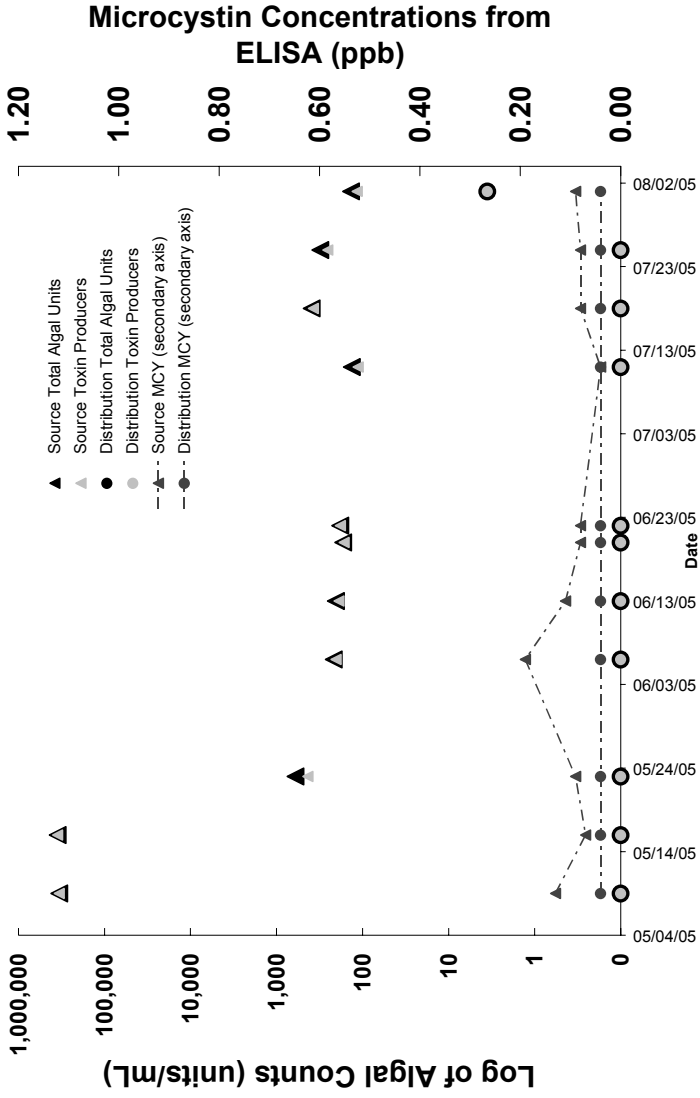 Microcystin Concentrations from
ELISA (ppb)
1.20
1.00
0.80
0.60
0.40
0.20
0.00
Source Total Algal Units
Source Toxin Producers
Distribution Total Algal Units
Distribution Toxin Producers
Source MCY (secondary axis)
Distribution MCY (secondary axis)
05/04/05
05/14/05
05/24/05
06/03/05
06/13/05
06/23/05
07/03/05
07/13/05
07/23/05
08/02/05
Date
1,000,000
100,000
10,000
1,000
100
10
1
0
Log of Algal Counts (units/mL)